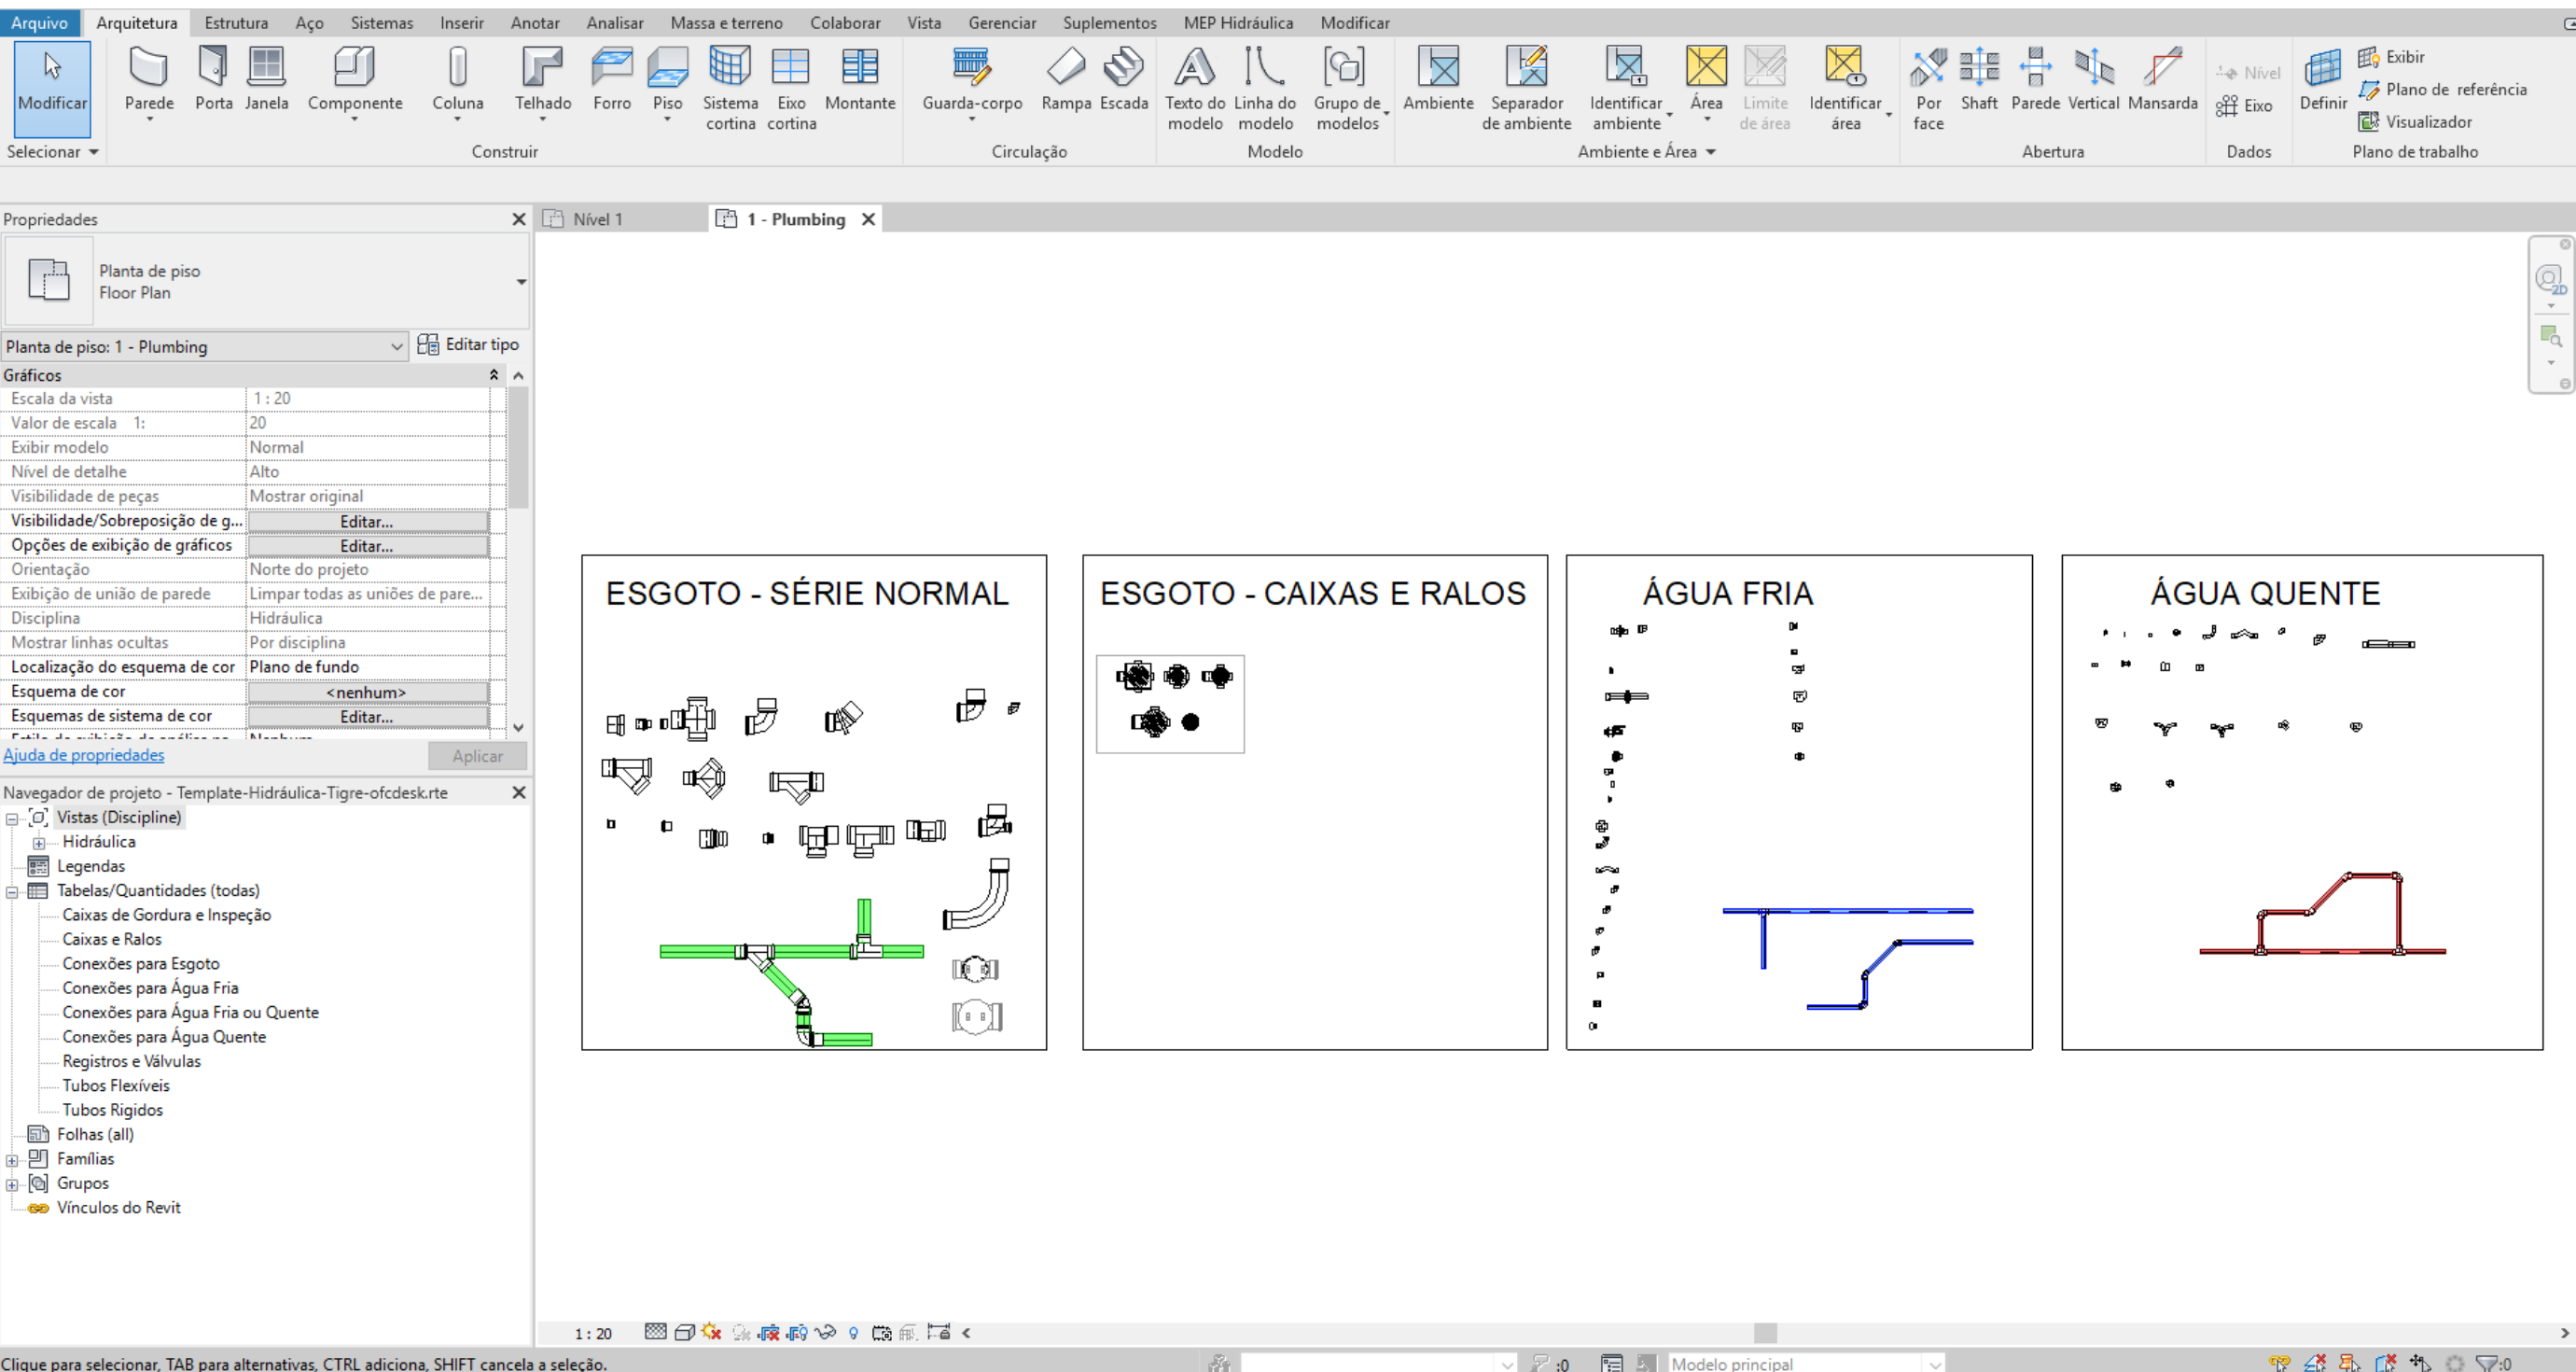 Arquivo Arquitetura Estrutura Aço Sistemas Inserir Anotar Analisar Massa e terreno Colaborar Vista Gerenciar Suplementos MEP Hidráulica Modificar
Modificar Parede Porta Janela Componente Coluna Telhado Forro Piso Sistema cortina Eixo cortina Montante Guarda-corpo Rampa Escada Texto do modelo Linha do modelo Grupo de modelos Ambiente Separador de ambiente Identificar ambiente Área Limite de área Identificar área Por face Shaft Parede Vertical Mansarda Nível Eixo Definir Exibir Plano de referência Visualizador
Selecionar Construir Circulação Modelo Ambiente e Área Abertura Dados Plano de trabalho
Propriedades
Nível 1
1 - Plumbing
Planta de piso
Floor Plan
Planta de piso: 1 - Plumbing Editar tipo
Gráficos
Escala da vista 1 : 20
Valor de escala 1: 20
Exibir modelo Normal
Nível de detalhe Alto
Visibilidade de peças Mostrar original
Visibilidade/Sobreposição de g... Editar...
Opções de exibição de gráficos Editar...
Orientação Norte do projeto
Exibição de união de parede Limpar todas as uniões de pare...
Disciplina Hidráulica
Mostrar linhas ocultas Por disciplina
Localização do esquema de cor Plano de fundo
Esquema de cor <nenhum>
Esquemas de sistema de cor Editar...
Ajuda de propriedades Aplicar
Navegador de projeto - Template-Hidráulica-Tigre-ofcdesk.rte
Vistas (Discipline)
Hidráulica
Legendas
Tabelas/Quantidades (todas)
Caixas de Gordura e Inspeção
Caixas e Ralos
Conexões para Esgoto
Conexões para Água Fria
Conexões para Água Fria ou Quente
Conexões para Água Quente
Registros e Válvulas
Tubos Flexíveis
Tubos Rigidos
Folhas (all)
Famílias
Grupos
Vínculos do Revit
ESGOTO - SÉRIE NORMAL
ESGOTO - CAIXAS E RALOS
ÁGUA FRIA
ÁGUA QUENTE
2D
1 : 20
Clique para selecionar, TAB para alternativas, CTRL adiciona, SHIFT cancela a seleção.
:0
Modelo principal
:0